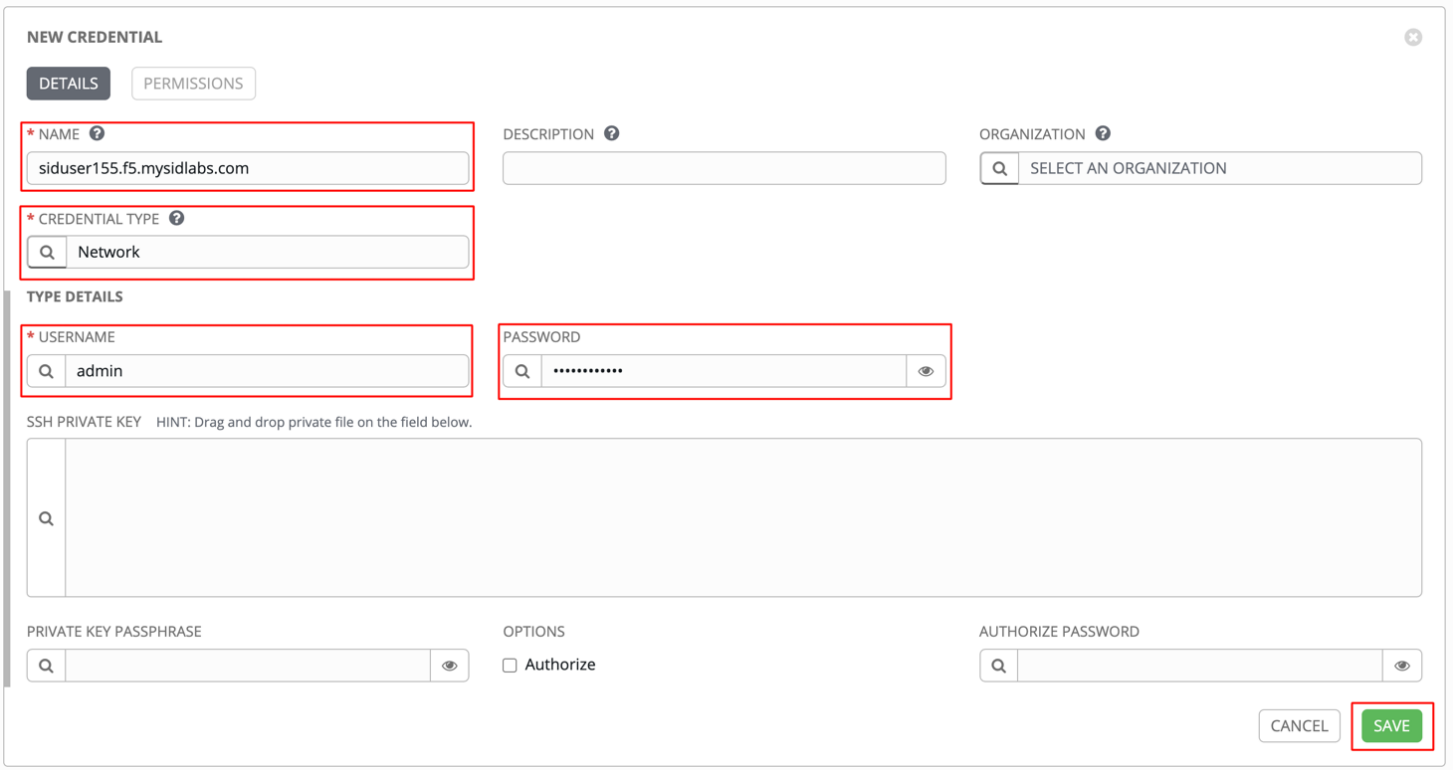 NEW CREDENTIAL
DETAILS PERMISSIONS
* NAME ? DESCRIPTION ? ORGANIZATION ?
siduser155.f5.mysidlabs.com SELECT AN ORGANIZATION
* CREDENTIAL TYPE ?
Network
TYPE DETAILS
* USERNAME PASSWORD
admin ••••••••••••
SSH PRIVATE KEY HINT: Drag and drop private file on the field below.
PRIVATE KEY PASSPHRASE OPTIONS AUTHORIZE PASSWORD
Authorize
CANCEL SAVE